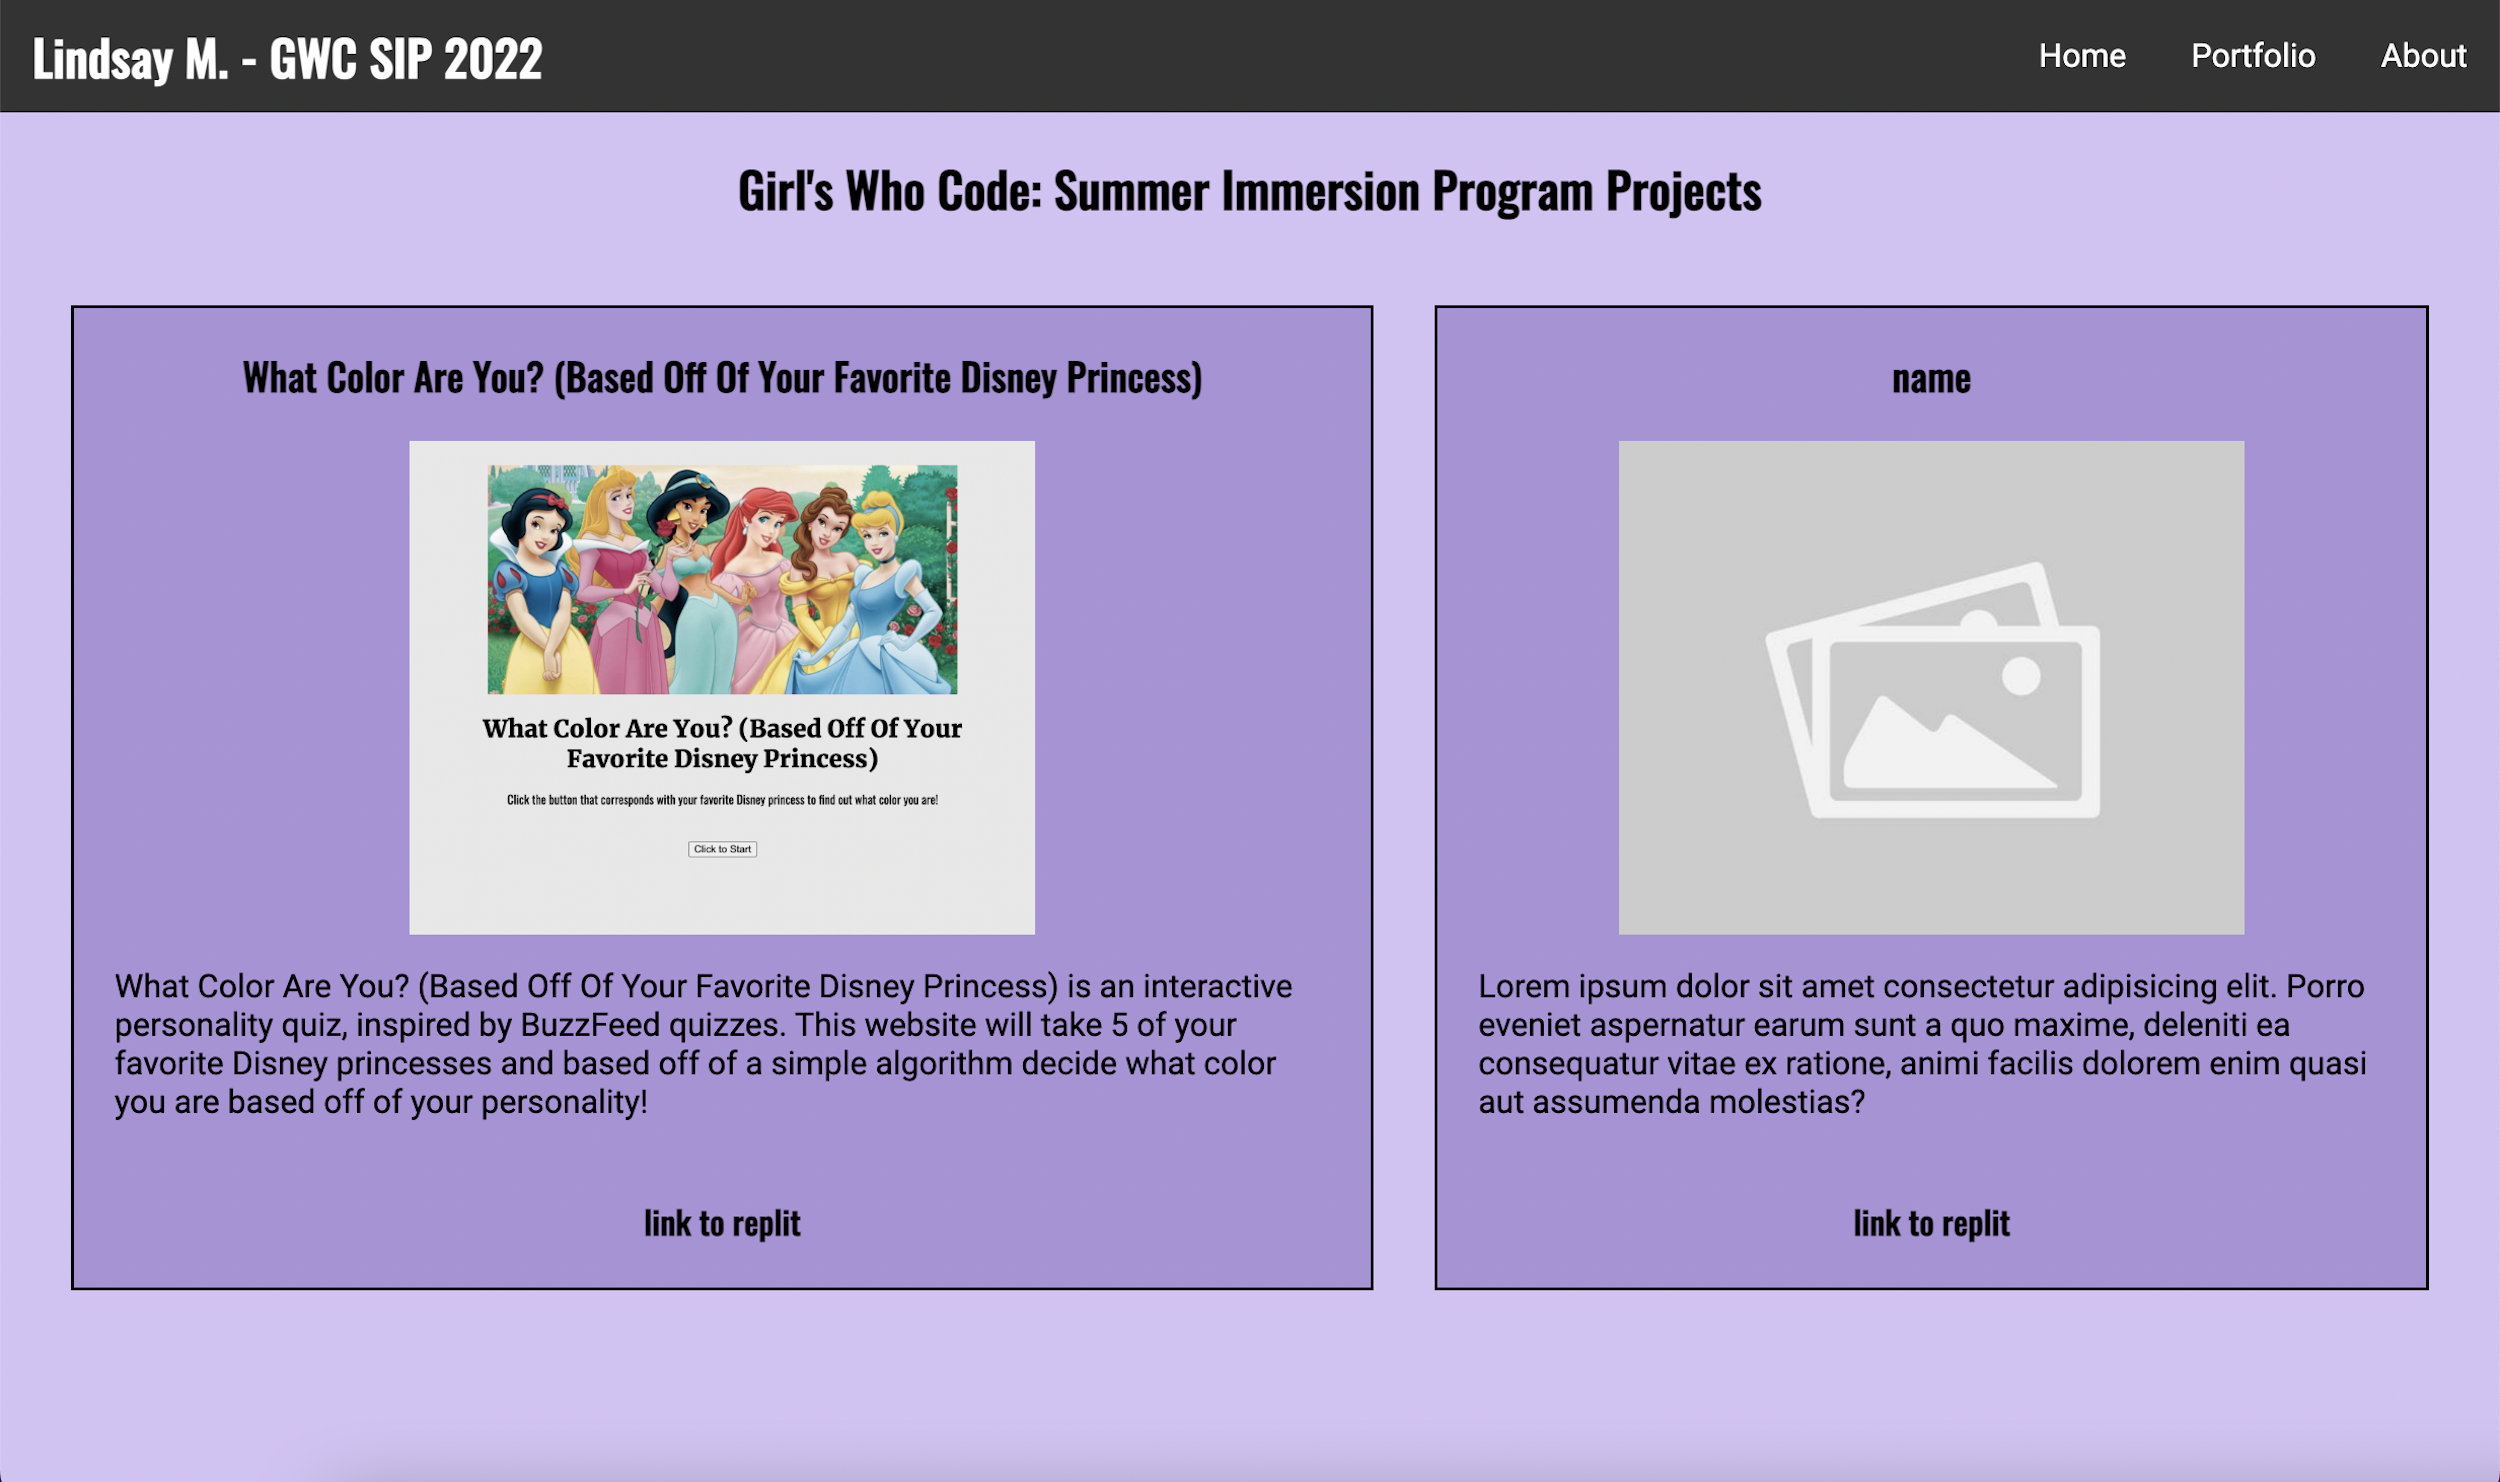 Lindsay M. - GWC SIP 2022
Home
Portfolio
About
Girl's Who Code: Summer Immersion Program Projects
What Color Are You? (Based Off Of Your Favorite Disney Princess)
What Color Are You? (Based Off Of Your
Favorite Disney Princess)
Click the button that corresponds with your favorite Disney princess to find out what color you are!
Click to Start
What Color Are You? (Based Off Of Your Favorite Disney Princess) is an interactive
personality quiz, inspired by BuzzFeed quizzes. This website will take 5 of your
favorite Disney princesses and based off of a simple algorithm decide what color
you are based off of your personality!
link to replit
name
Lorem ipsum dolor sit amet consectetur adipisicing elit. Porro
eveniet aspernatur earum sunt a quo maxime, deleniti ea
consequatur vitae ex ratione, animi facilis dolorem enim quasi
aut assumenda molestias?
link to replit